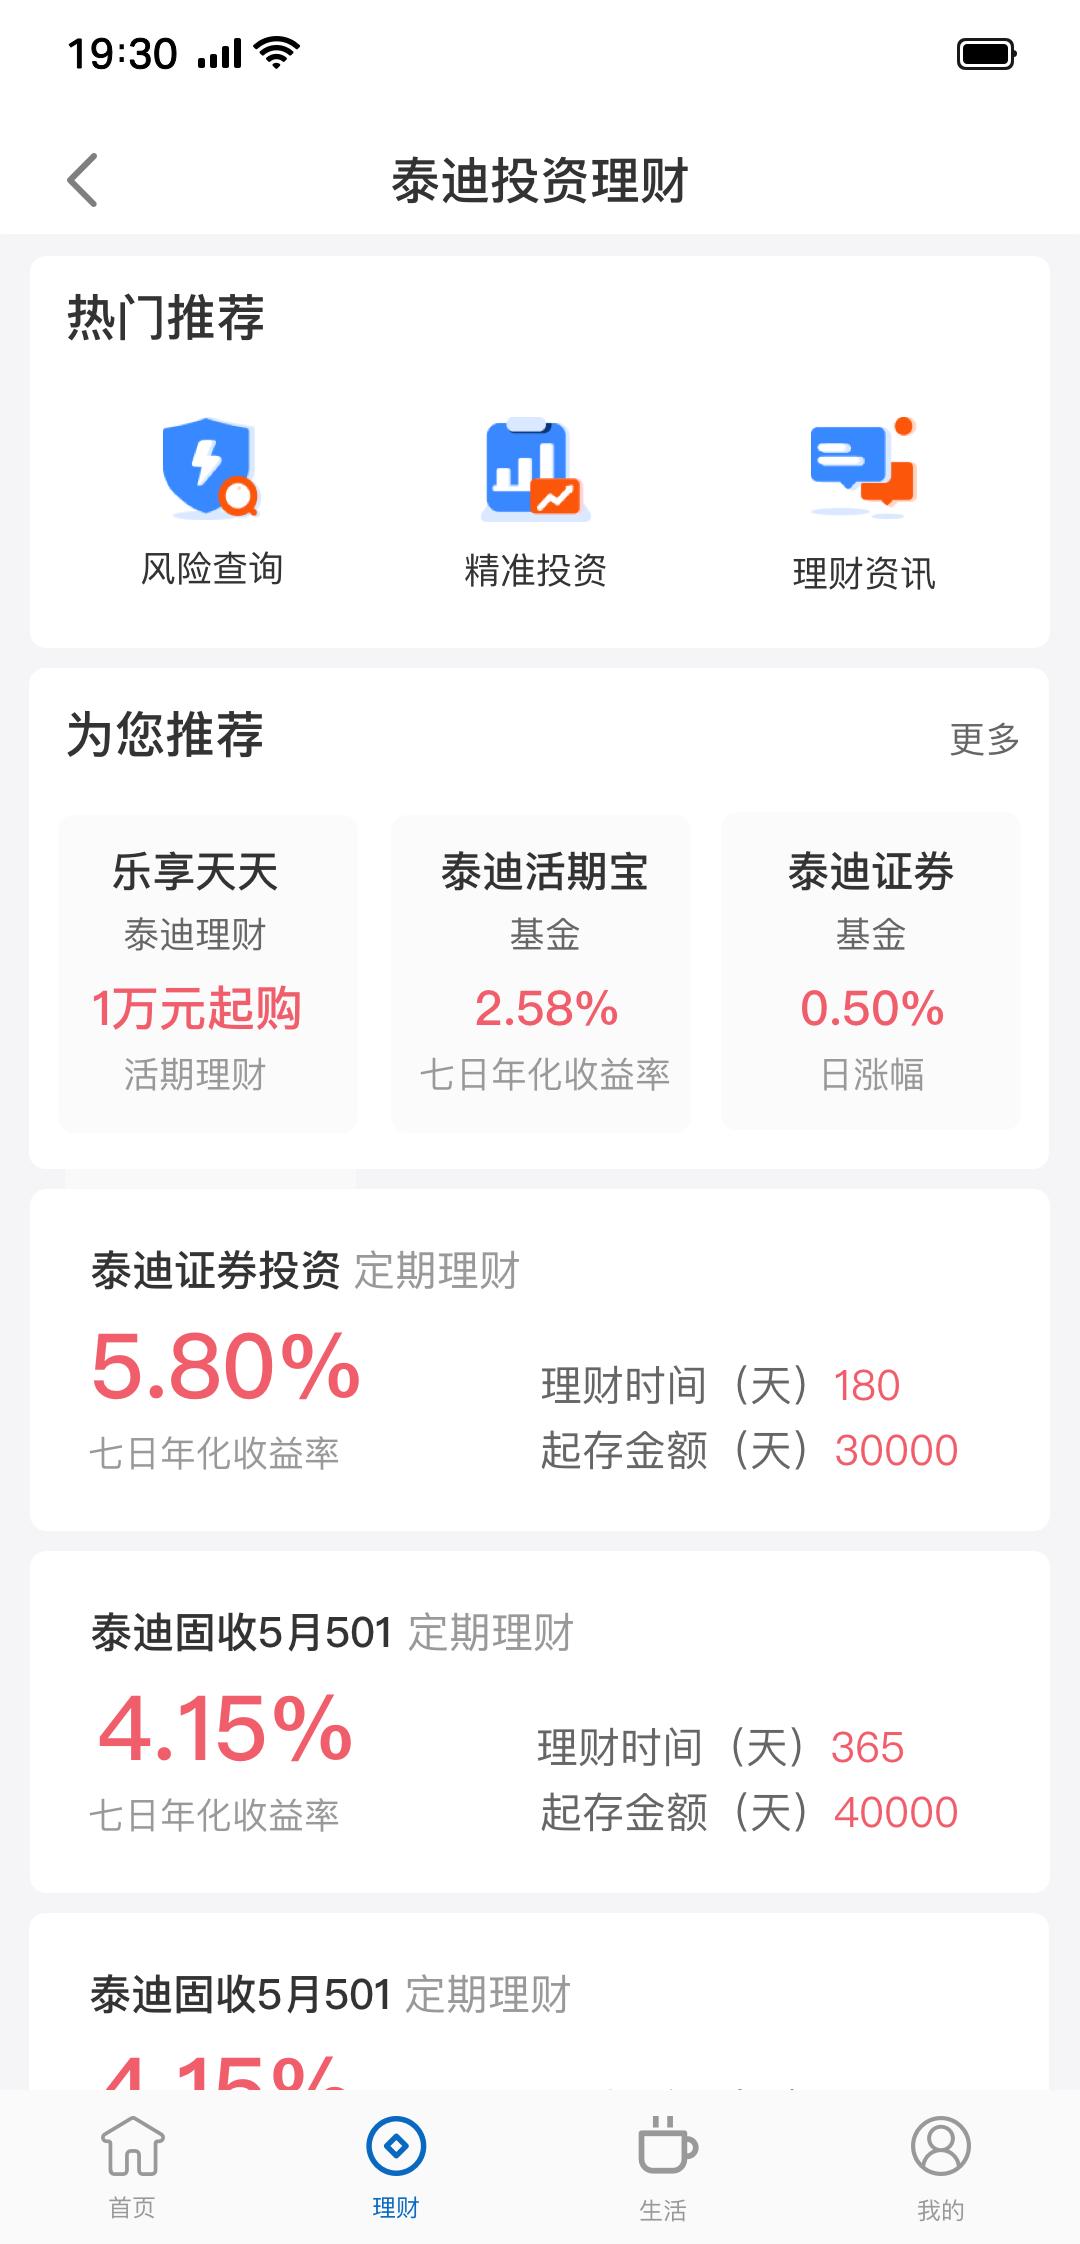 19:30
泰迪投资理财
热门推荐
风险查询 精准投资 理财资讯
为您推荐 更多
乐享天天 泰迪活期宝 泰迪证券
泰迪理财 基金 基金
1万元起购 2.58% 0.50%
活期理财 七日年化收益率 日涨幅
泰迪证券投资 定期理财
5.80%
理财时间（天）180
七日年化收益率
起存金额（天）30000
泰迪固收5月501 定期理财
4.15%
理财时间（天）365
七日年化收益率
起存金额（天）40000
泰迪固收5月501 定期理财
4.15%
首页 理财 生活 我的